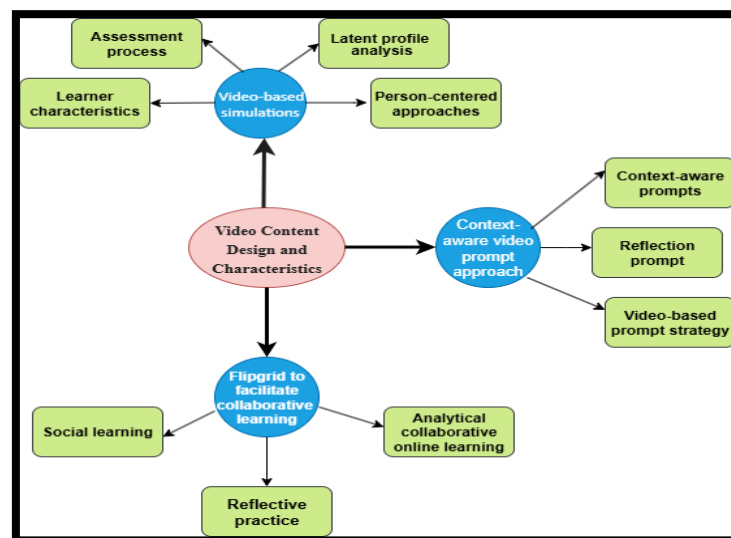 Assessment
process
Latent profile
analysis
Learner
characteristics
Video-based
simulations
Person-centered
approaches
Video Content
Design and
Characteristics
Context-
aware video
prompt
approach
Context-aware
prompts
Reflection
prompt
Video-based
prompt strategy
Flipgrid to
facilitate
collaborative
learning
Social learning
Analytical
collaborative
online learning
Reflective
practice